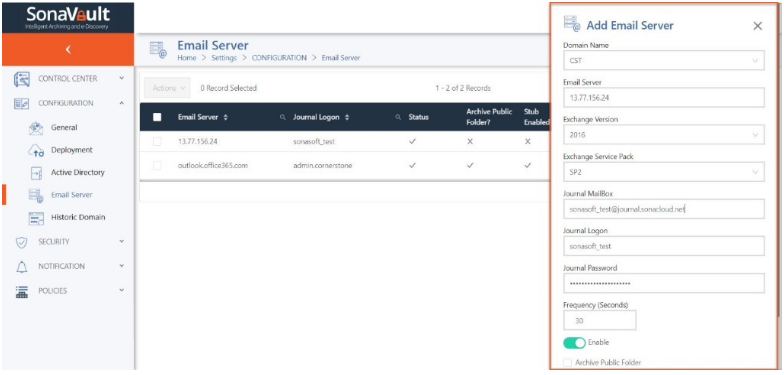 SonaVault
Intelligent Archiving and e-Discovery
CONTROL CENTER
CONFIGURATION
General
Deployment
Active Directory
Email Server
Historic Domain
SECURITY
NOTIFICATION
POLICIES
Email Server
Home > Settings > CONFIGURATION > Email Server
Actions 0 Record Selected 1 - 2 of 2 Records
Email Server Journal Logon Status Archive Public Folder? Stub Enabled
13.77.156.24 sonasoft_test
outlook.office365.com admin.cornerstone
Add Email Server
Domain Name
CST
Email Server
13.77.156.24
Exchange Version
2016
Exchange Service Pack
SP2
Journal MailBox
sonasoft_test@journal.sonacloud.net
Journal Logon
sonasoft_test
Journal Password
Frequency (Seconds)
30
Enable
Archive Public Folder